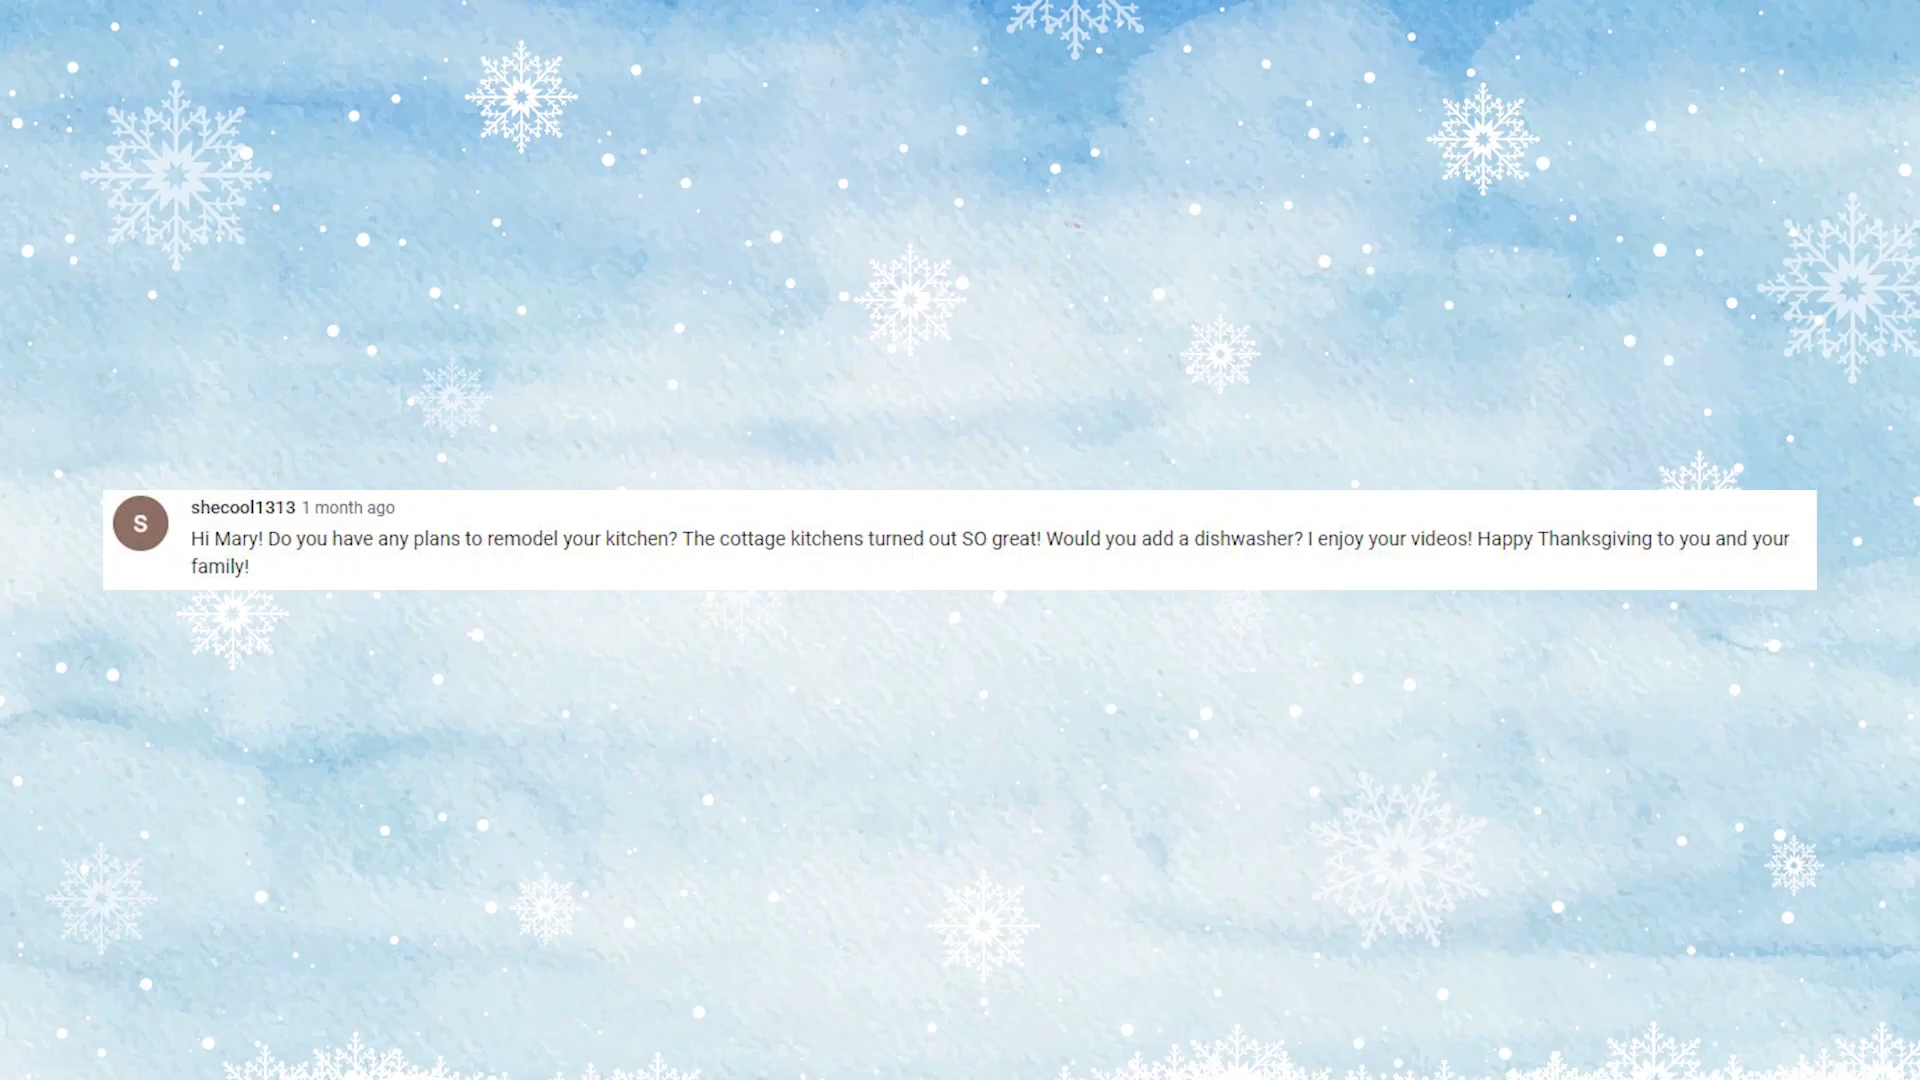 S
shecool1313 1 month ago
Hi Mary! Do you have any plans to remodel your kitchen? The cottage kitchens turned out SO great! Would you add a dishwasher? I enjoy your videos! Happy Thanksgiving to you and your
family!